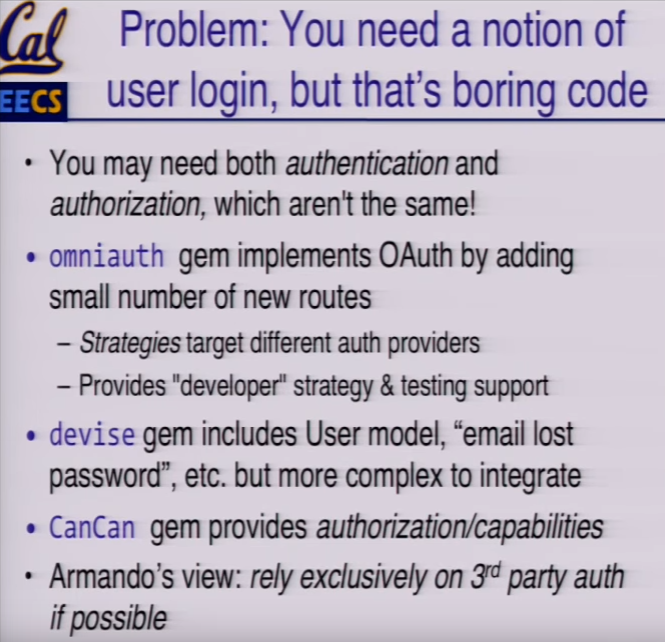 Cal
EECS
Problem: You need a notion of
user login, but that's boring code
• You may need both authentication and
authorization, which aren't the same!
• omniauth gem implements OAuth by adding
small number of new routes
– Strategies target different auth providers
– Provides "developer" strategy & testing support
• devise gem includes User model, “email lost
password”, etc. but more complex to integrate
• CanCan gem provides authorization/capabilities
• Armando's view: rely exclusively on 3rd party auth
if possible